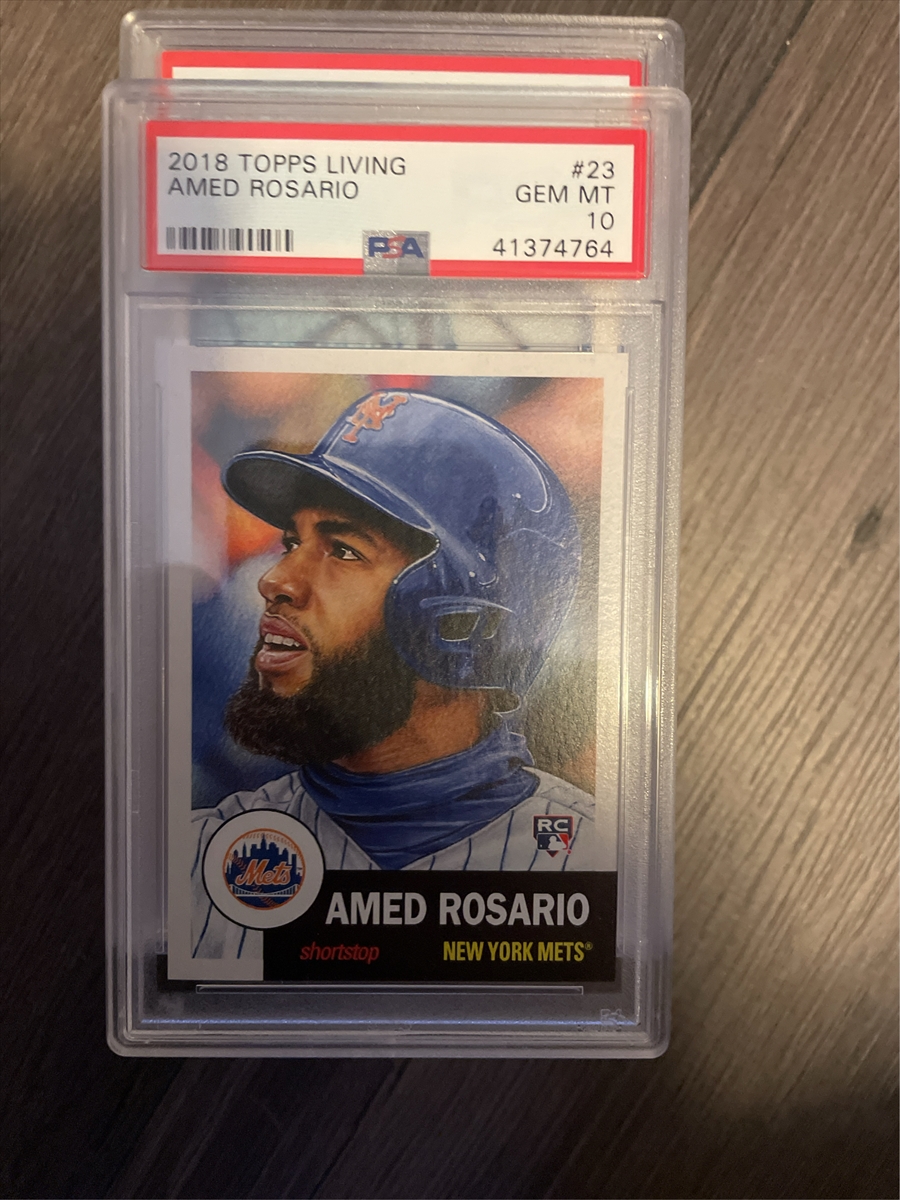 2018 TOPPS LIVING #23
AMED ROSARIO GEM MT
10
PSA 41374764
NY
RC
Mets
AMED ROSARIO
shortstop NEW YORK METS®